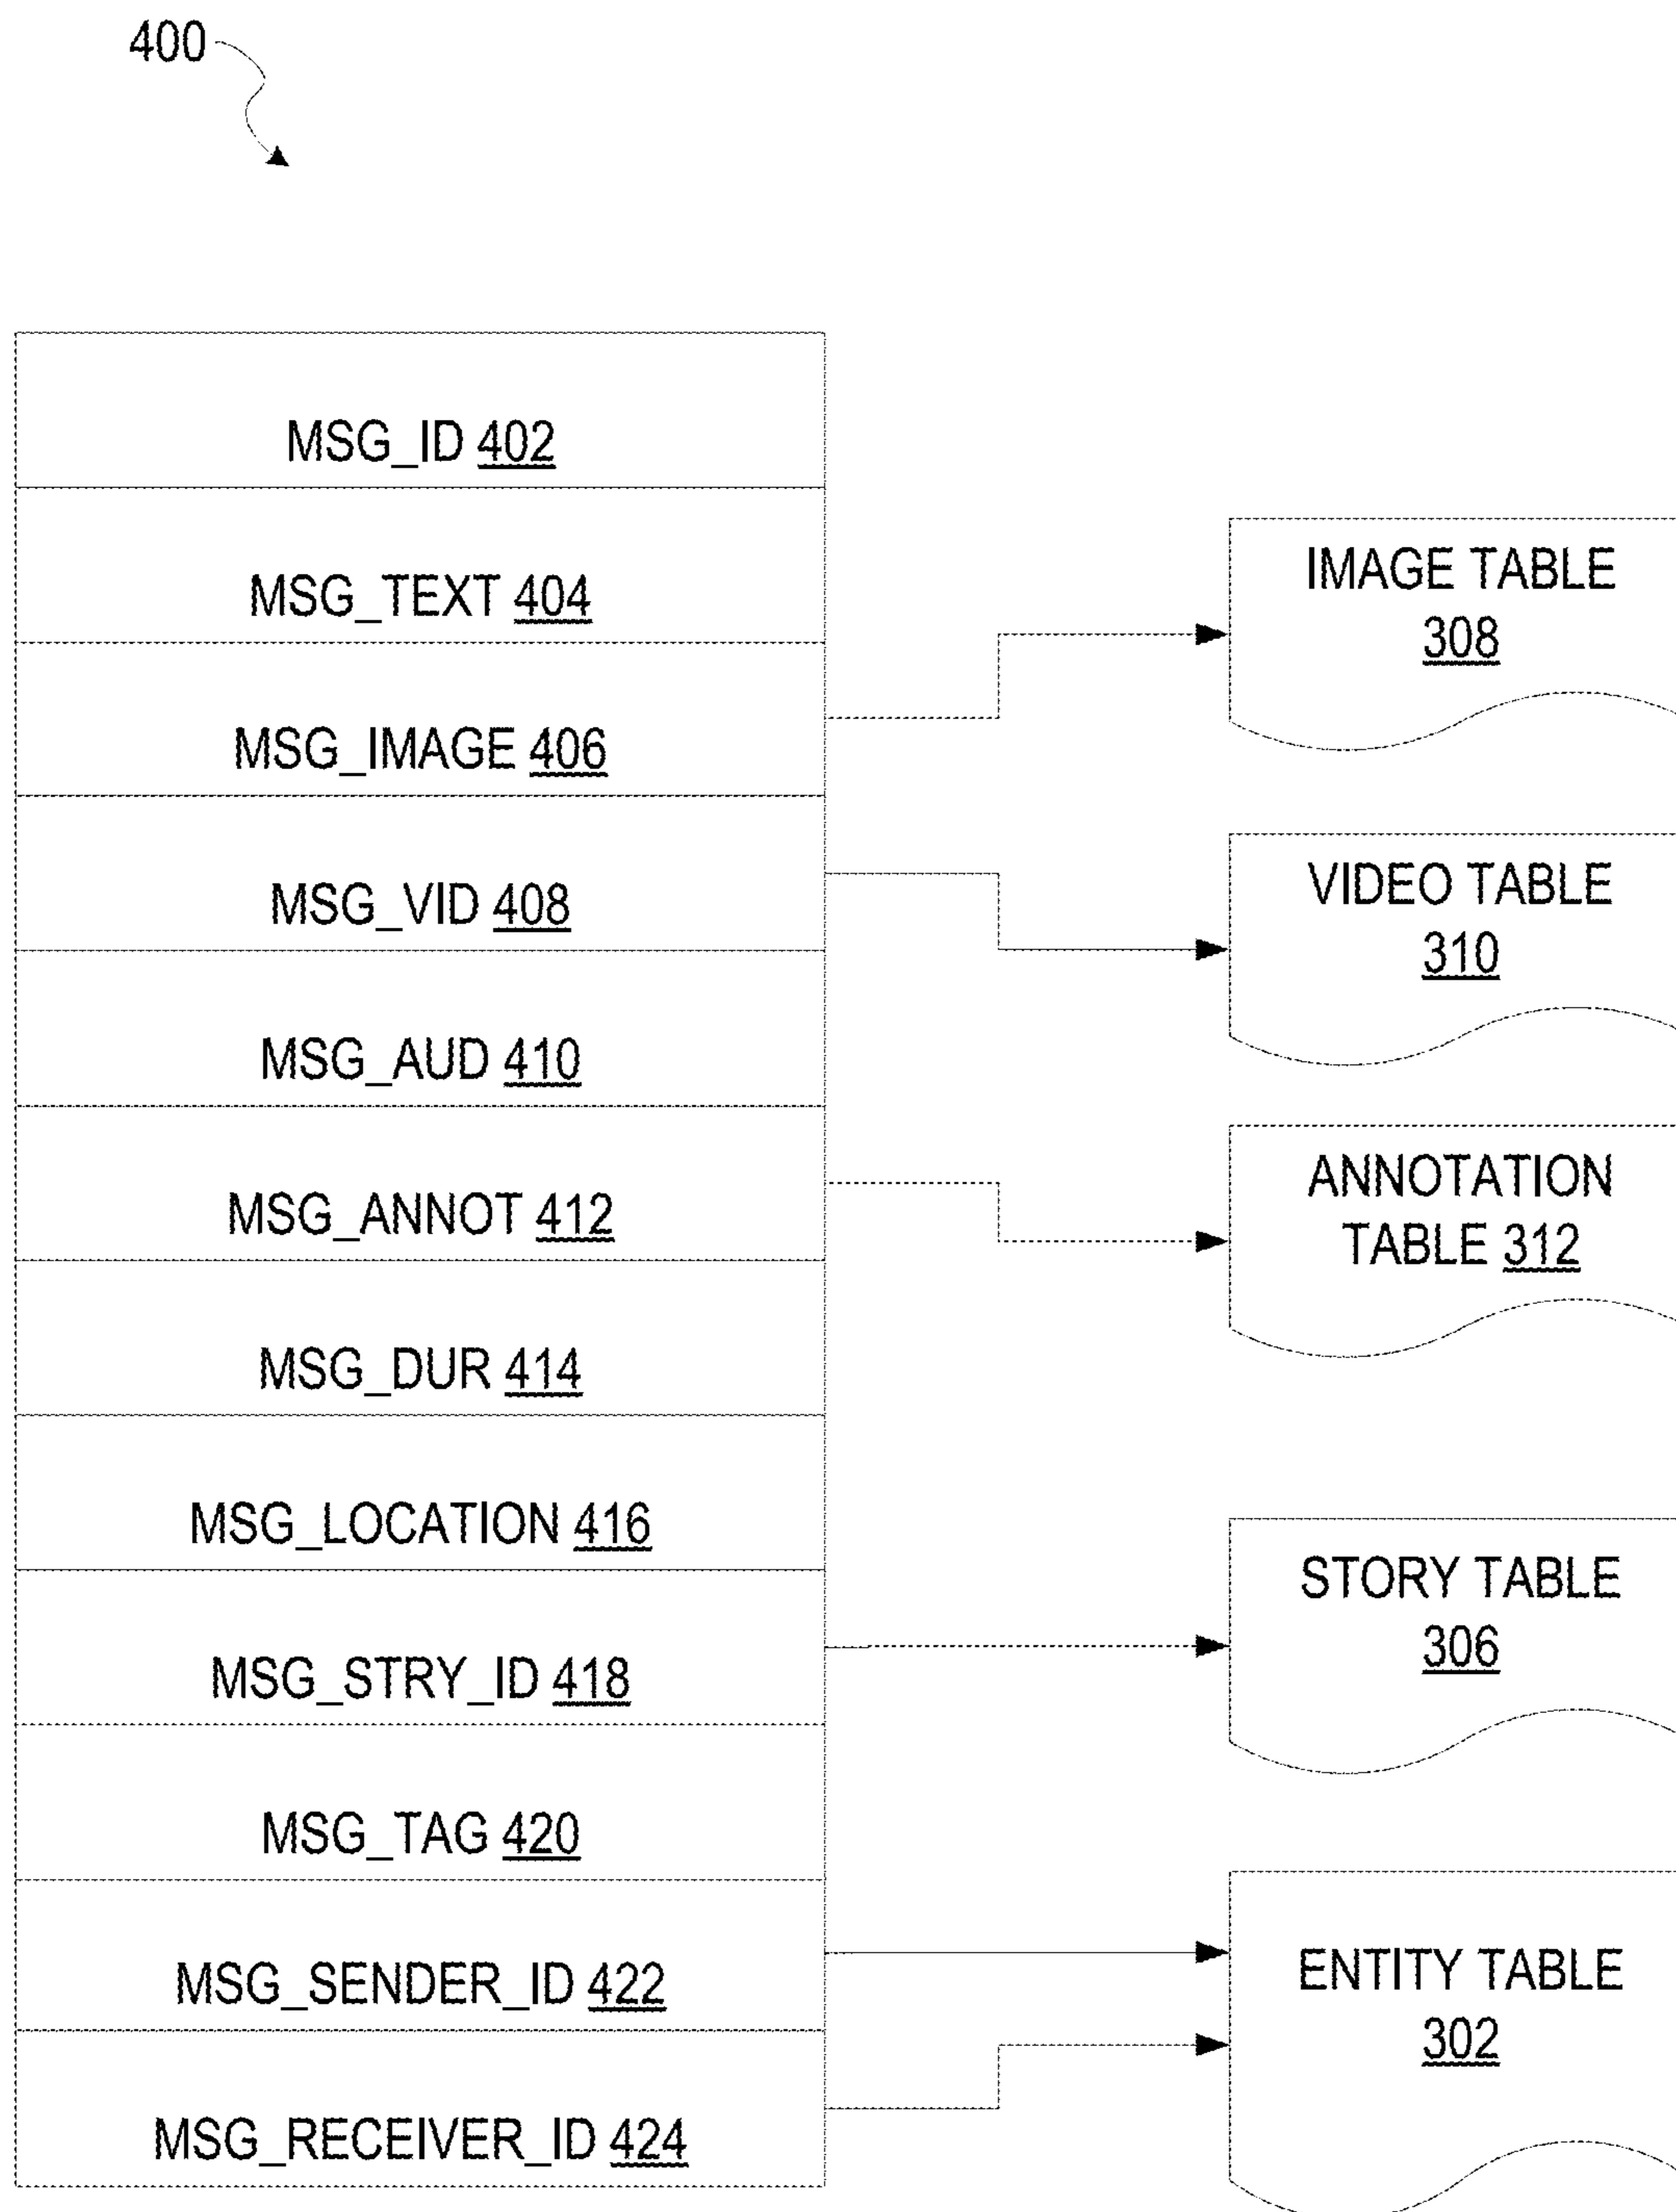 400
MSG_ID 402
MSG_TEXT 404
MSG_IMAGE 406
MSG_VID 408
MSG_AUD 410
MSG_ANNOT 412
MSG_DUR 414
MSG_LOCATION 416
MSG_STRY_ID 418
MSG_TAG 420
MSG_SENDER_ID 422
MSG_RECEIVER_ID 424
IMAGE TABLE
308
VIDEO TABLE
310
ANNOTATION
TABLE 312
STORY TABLE
306
ENTITY TABLE
302